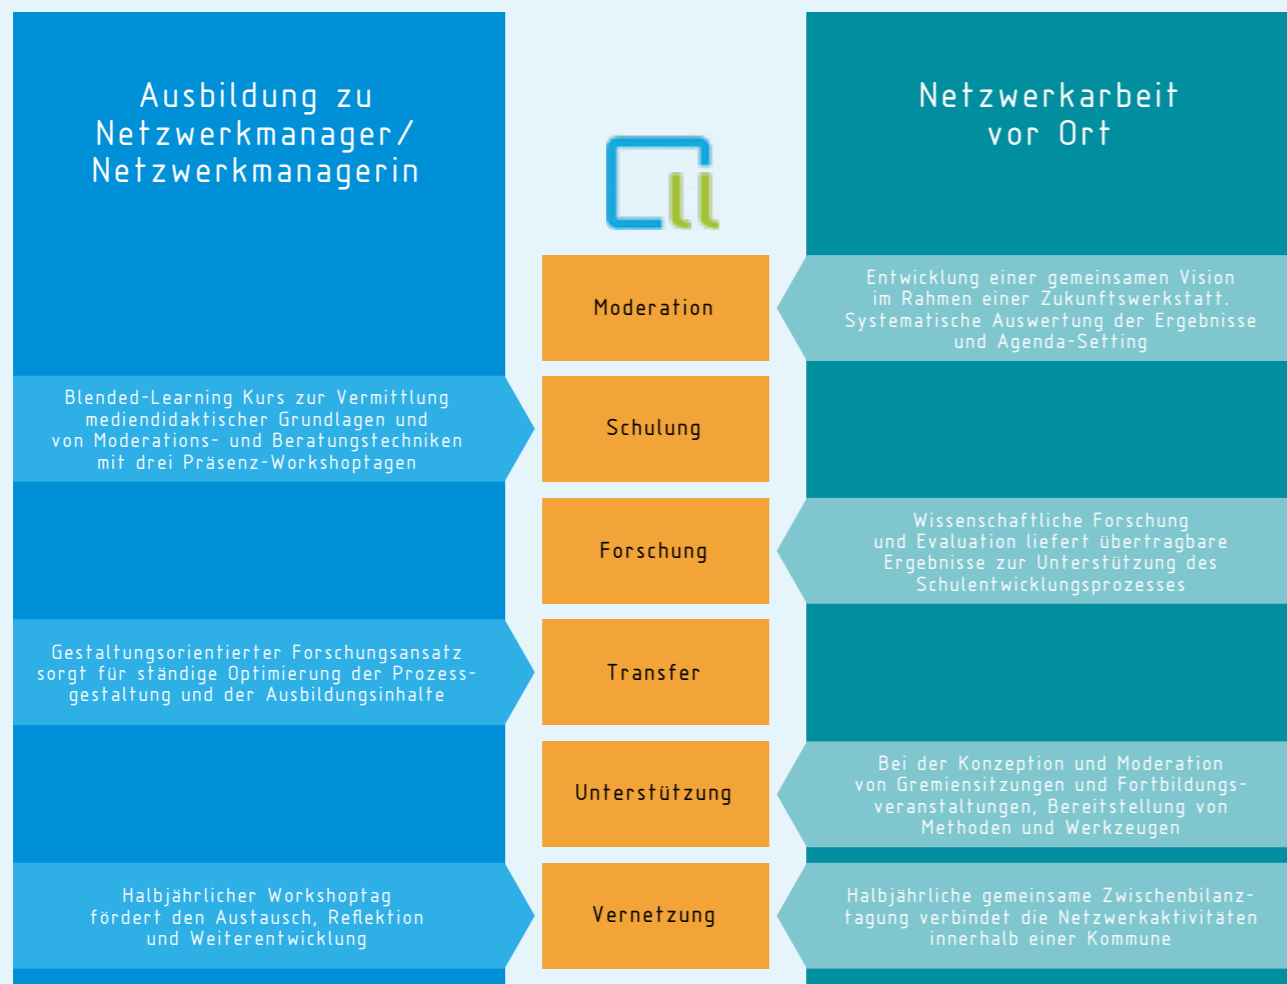 Ausbildung zu
Netzwerkmanager/
Netzwerkmanagerin
Netzwerkarbeit
vor Ort
Moderation
Entwicklung einer gemeinsamen Vision
im Rahmen einer Zukunftswerkstatt.
Systematische Auswertung der Ergebnisse
und Agenda-Setting
Blended-Learning Kurs zur Vermittlung
mediendidaktischer Grundlagen und
von Moderations- und Beratungstechniken
mit drei Präsenz-Workshoptagen
Schulung
Forschung
Wissenschaftliche Forschung
und Evaluation liefert übertragbare
Ergebnisse zur Unterstützung des
Schulentwicklungsprozesses
Gestaltungsorientierter Forschungsansatz
sorgt für ständige Optimierung der Prozess-
gestaltung und der Ausbildungsinhalte
Transfer
Unterstützung
Bei der Konzeption und Moderation
von Gremiensitzungen und Fortbildungs-
veranstaltungen, Bereitstellung von
Methoden und Werkzeugen
Halbjährlicher Workshoptag
fördert den Austausch, Reflektion
und Weiterentwicklung
Vernetzung
Halbjährliche gemeinsame Zwischenbilanz-
tagung verbindet die Netzwerkaktivitäten
innerhalb einer Kommune